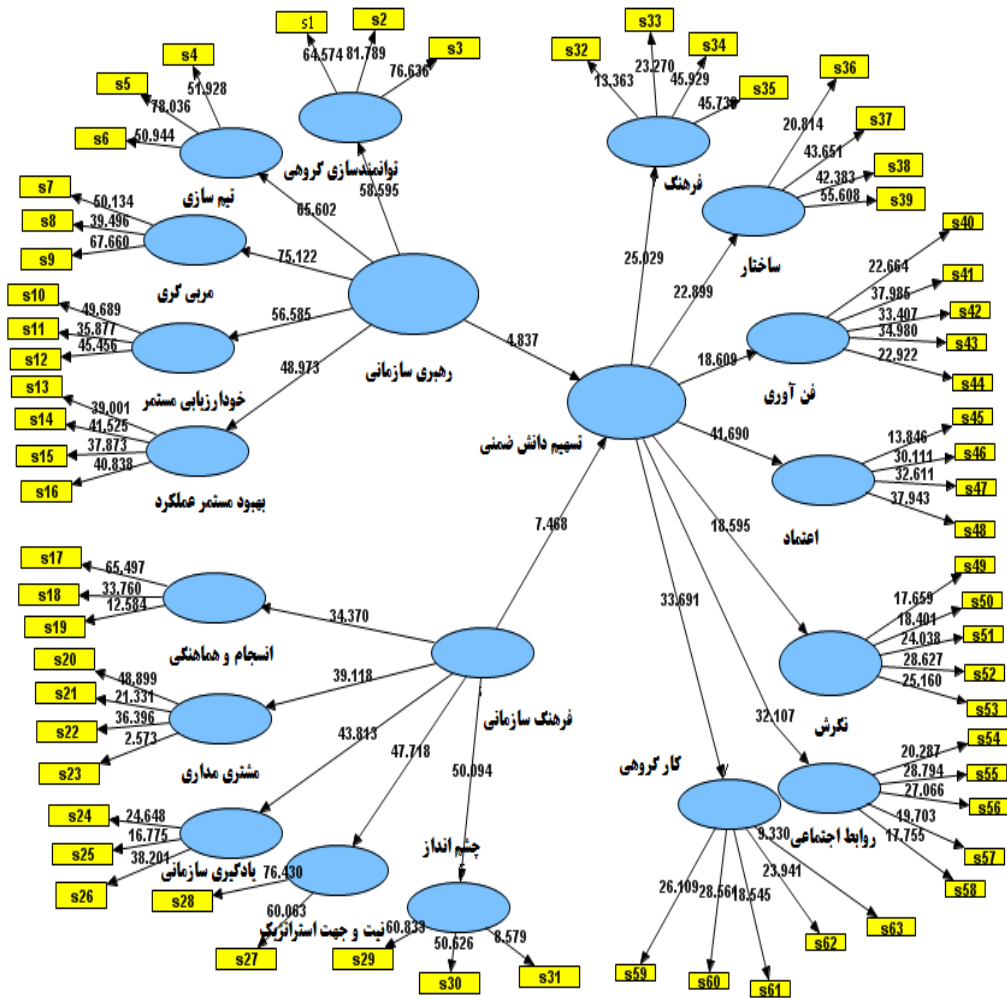 s1
s2
s3
64.574
81.789
76.636
توانمندسازی گروهی
58.595
s4
s5
s6
51.928
78.036
50.944
تیم سازی
65.602
s7
s8
s9
50.134
39.496
67.660
مربی گری
75.122
s10
s11
s12
49.689
35.877
45.456
خودارزیابی مستمر
56.585
s13
s14
s15
s16
39.001
41.525
37.873
40.838
بهبود مستمر عملکرد
48.973
رهبری سازمانی
4.837
s17
s18
s19
65.497
33.760
12.584
انسجام و هماهنگی
34.370
s20
s21
s22
s23
48.899
21.331
36.396
2.573
مشتری مداری
39.118
s24
s25
s26
24.648
16.775
38.201
یادگیری سازمانی
43.813
s28
s27
76.430
60.063
نیت و جهت استراتژیک
47.718
چشم انداز
50.094
s29
s30
s31
60.833
50.626
8.579
فرهنگ سازمانی
7.468
تسهیم دانش ضمنی
s32
s33
s34
s35
13.363
23.270
45.929
45.739
فرهنگ
25.029
s36
s37
s38
s39
20.814
43.651
42.383
55.608
ساختار
22.899
s40
s41
s42
s43
s44
22.664
37.985
33.407
34.980
22.922
فن آوری
18.609
s45
s46
s47
s48
13.846
30.111
32.611
37.943
اعتماد
41.690
s49
s50
s51
s52
s53
17.659
18.401
24.038
28.627
25.160
نگرش
18.595
s54
s55
s56
s57
s58
20.287
28.794
27.066
19.703
17.755
روابط اجتماعی
32.107
کار گروهی
33.691
s59
s60
s61
s62
s63
26.109
28.561
18.545
23.941
9.330